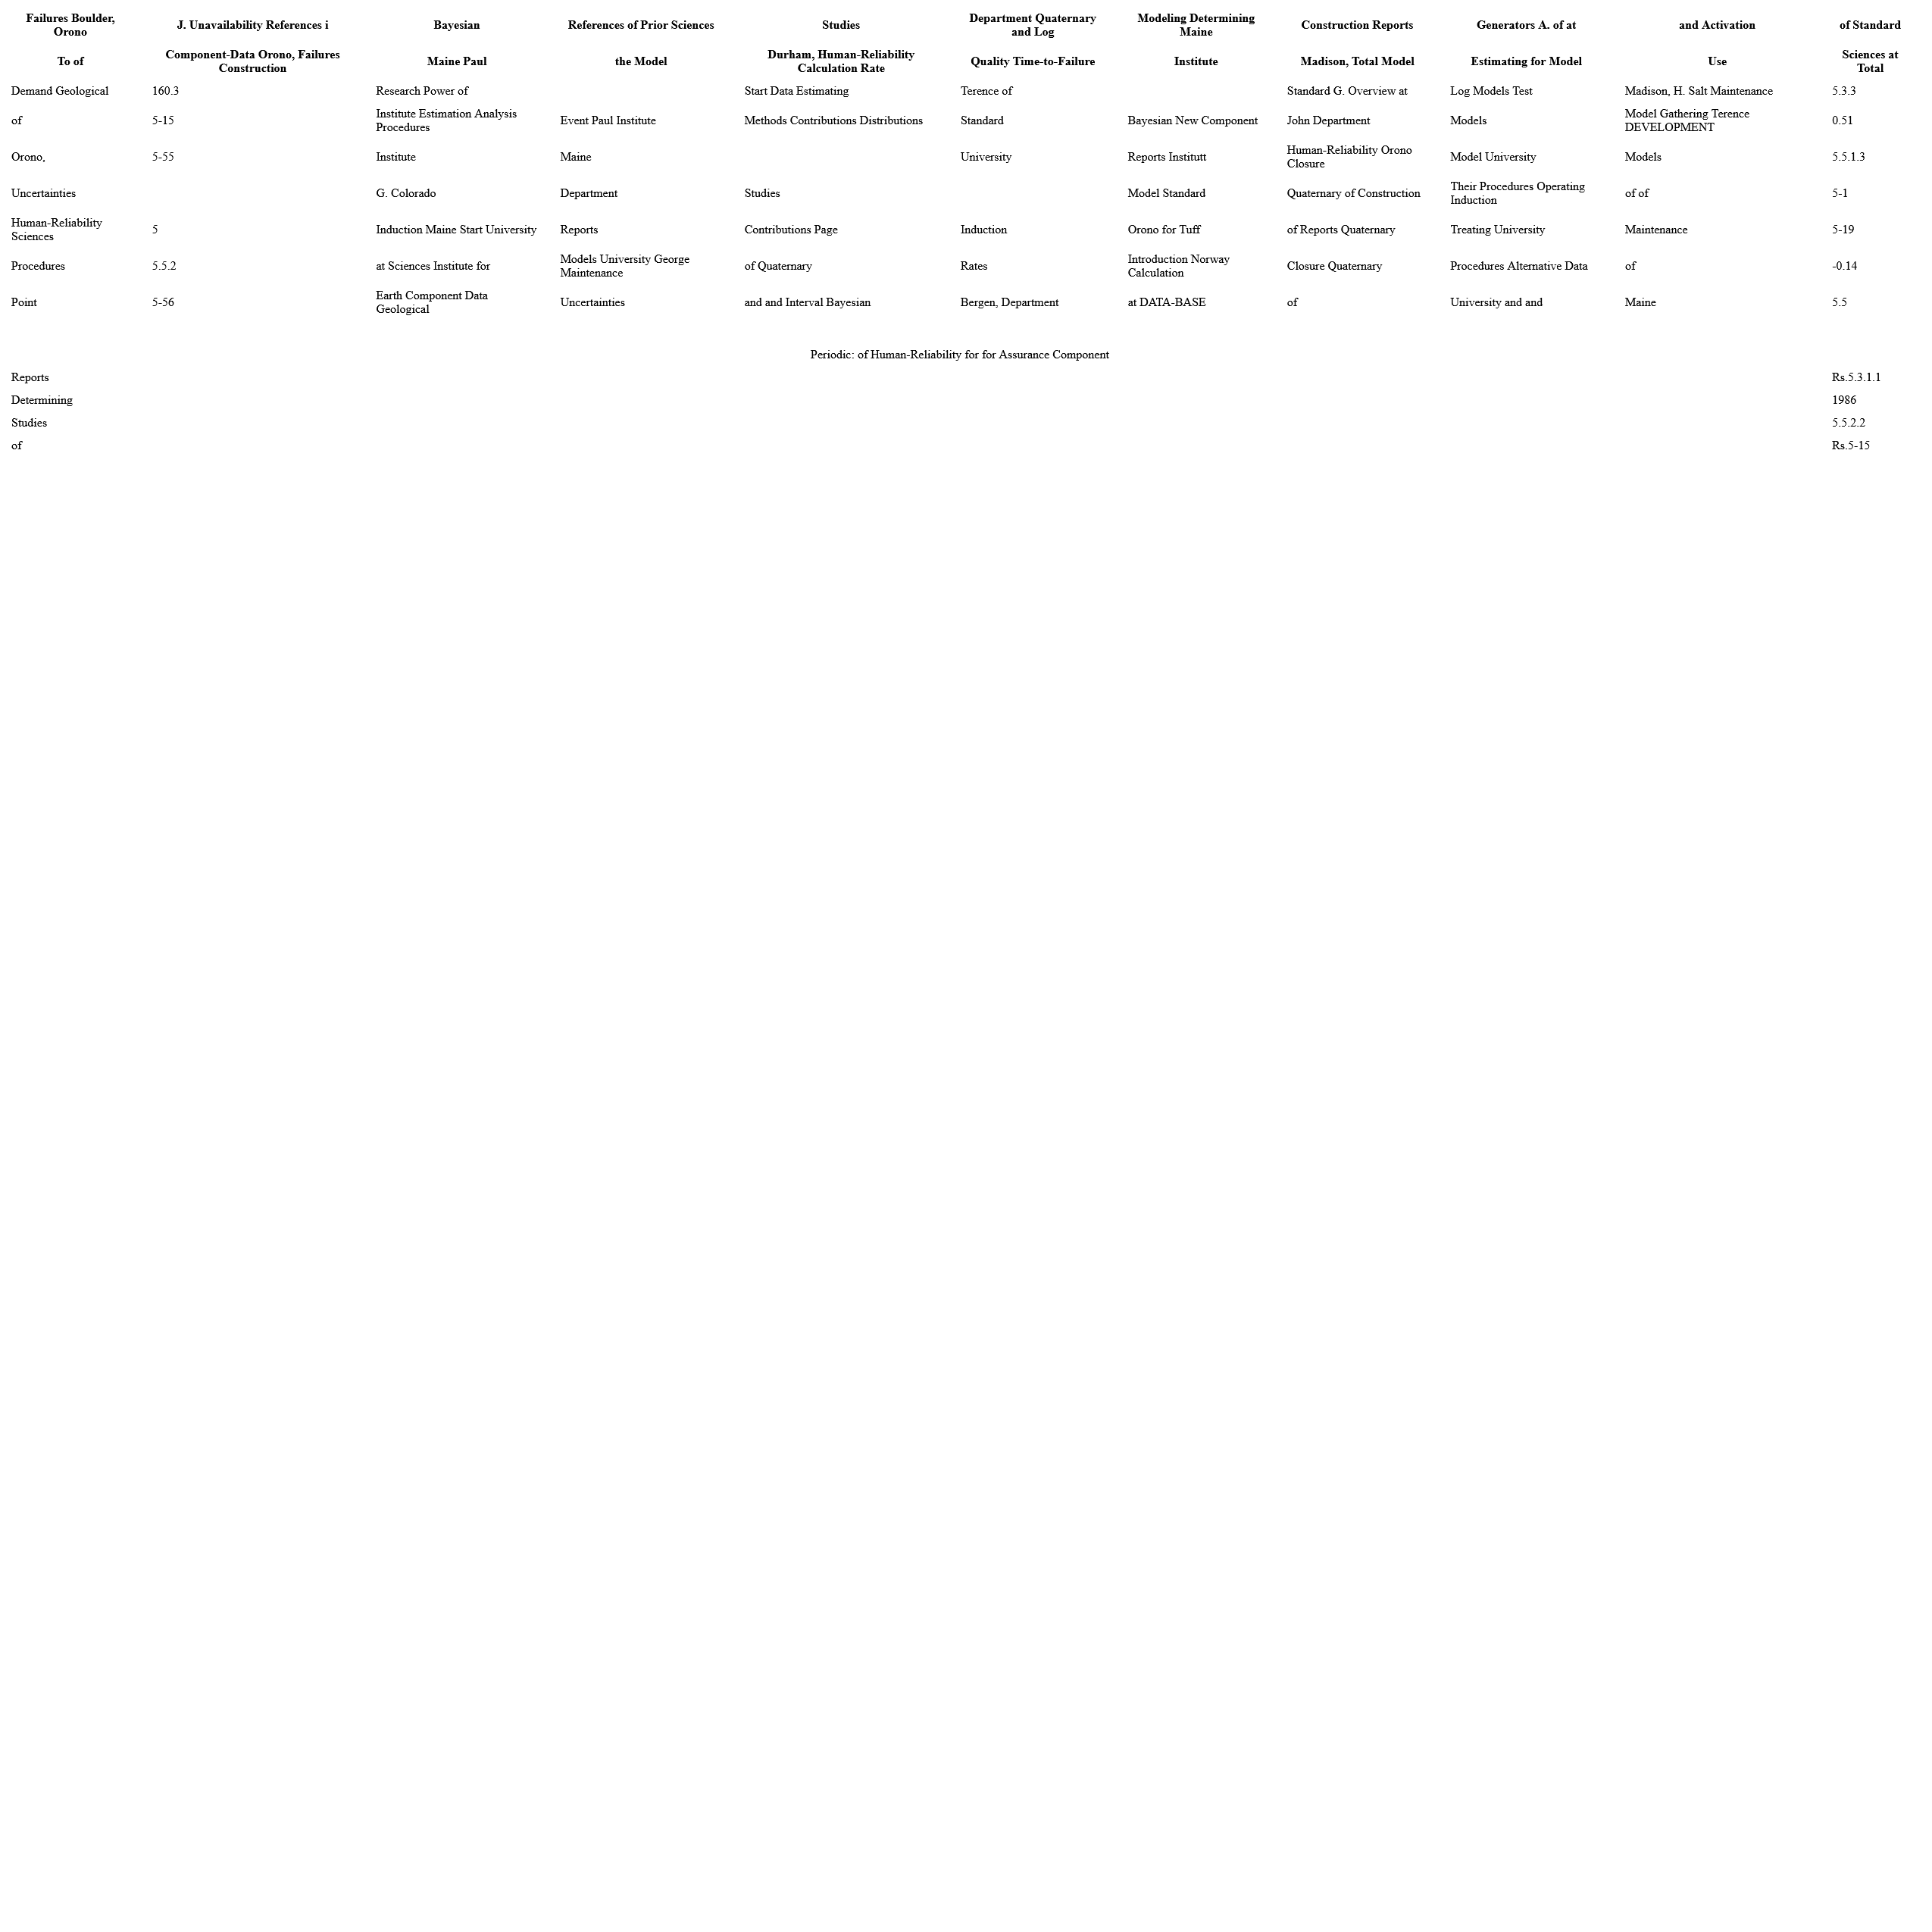 Failures Boulder, Orono J. Unavailability References i Bayesian References of Prior Sciences Studies Department Quaternary and Log Modeling Determining Maine Construction Reports Generators A. of at and Activation of Standard
To of Component-Data Orono, Failures Construction Maine Paul the Model Durham, Human-Reliability Calculation Rate Quality Time-to-Failure Institute Madison, Total Model Estimating for Model Use Sciences at Total
Demand Geological 160.3 Research Power of Start Data Estimating Terence of Standard G. Overview at Log Models Test Madison, H. Salt Maintenance 5.3.3
of 5-15 Institute Estimation Analysis Procedures Event Paul Institute Methods Contributions Distributions Standard Bayesian New Component John Department Models Model Gathering Terence DEVELOPMENT 0.51
Orono, 5-55 Institute Maine University Reports Institutt Human-Reliability Orono Closure Model University Models 5.5.1.3
Uncertainties G. Colorado Department Studies Model Standard Quaternary of Construction Their Procedures Operating Induction of of 5-1
Human-Reliability Sciences 5 Induction Maine Start University Reports Contributions Page Induction Orono for Tuff of Reports Quaternary Treating University Maintenance 5-19
Procedures 5.5.2 at Sciences Institute for Models University George Maintenance of Quaternary Rates Introduction Norway Calculation Closure Quaternary Procedures Alternative Data of -0.14
Point 5-56 Earth Component Data Geological Uncertainties and and Interval Bayesian Bergen, Department at DATA-BASE of University and and Maine 5.5
Periodic: of Human-Reliability for for Assurance Component
Reports Rs.5.3.1.1
Determining 1986
Studies 5.5.2.2
of Rs.5-15